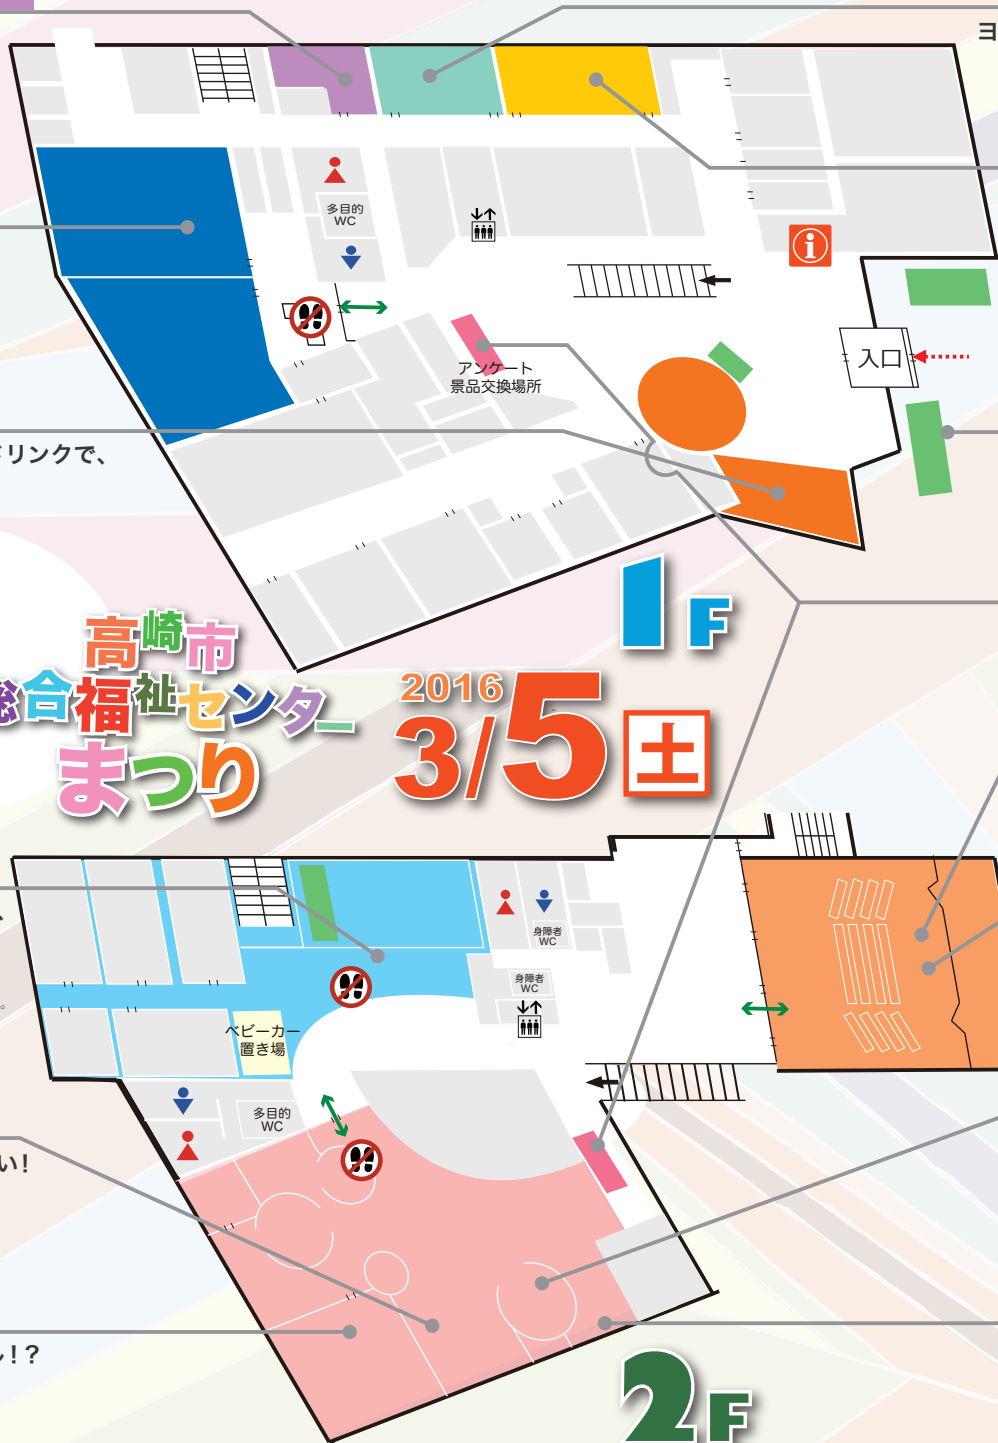 ヨ
多目的
WC
入口
アンケート
景品交換場所
ドリンクで、
1F
高崎市
総合福祉センター
まつり
2016
3/5 土
身障者
WC
身障者
WC
ベビーカー
置き場
多目的
WC
い!
!?
2F